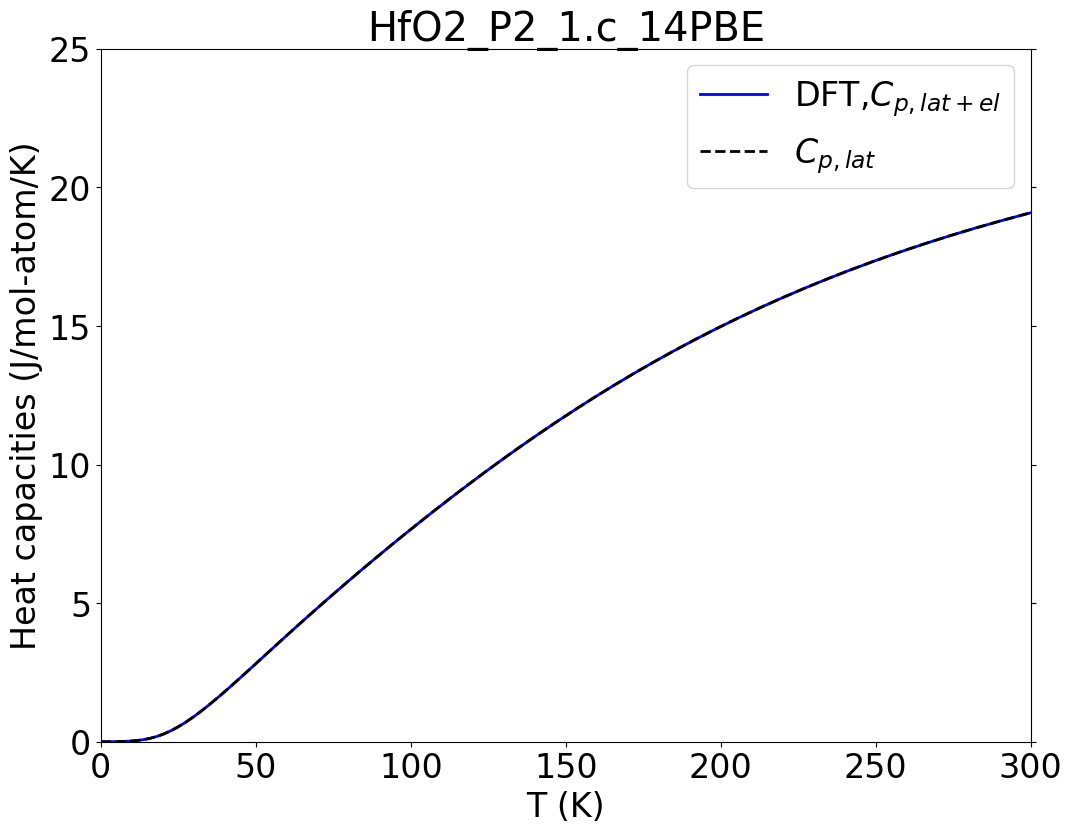 HfO2_P2_1.c_14PBE
25
20
15
10
5
0
Heat capacities (J/mol-atom/K)
DFT,C_{p,lat+el}
C_{p,lat}
0 50 100 150 200 250 300
T (K)